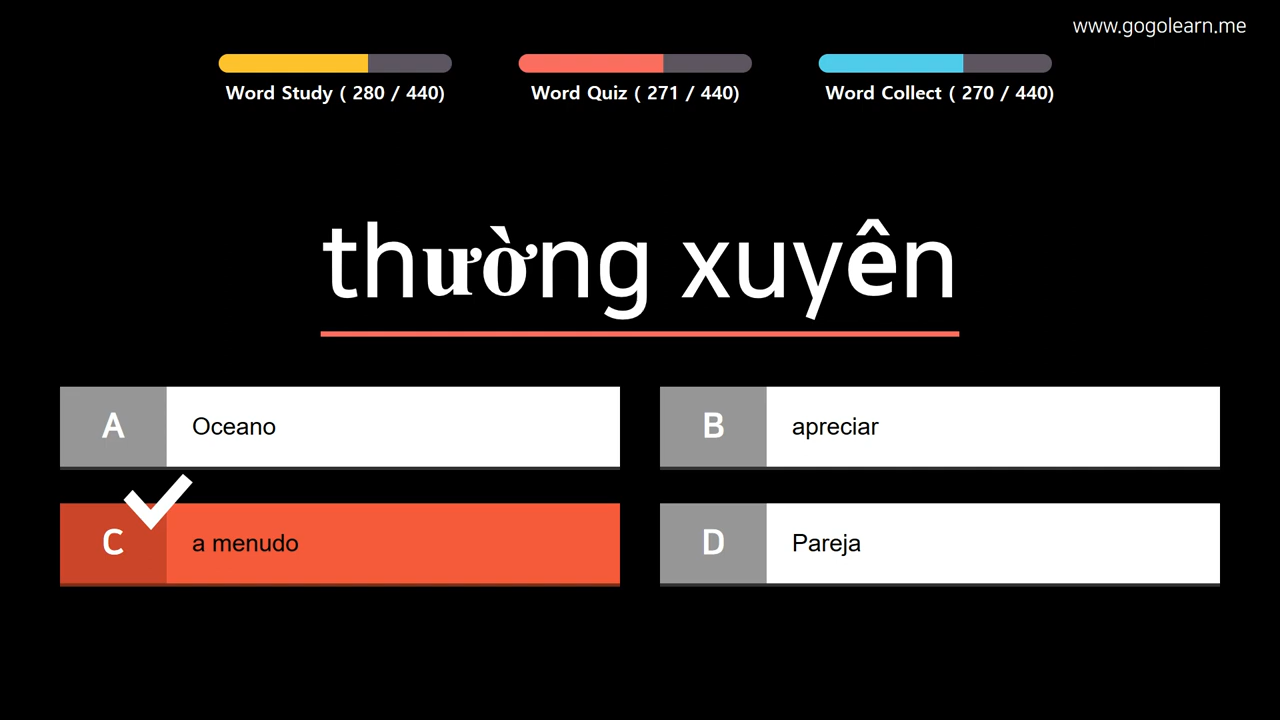 www.gogolearn.me
Word Study ( 280 / 440)
Word Quiz ( 271 / 440)
Word Collect ( 270 / 440)
thường xuyên
A
Oceano
B
apreciar
C
a menudo
D
Pareja